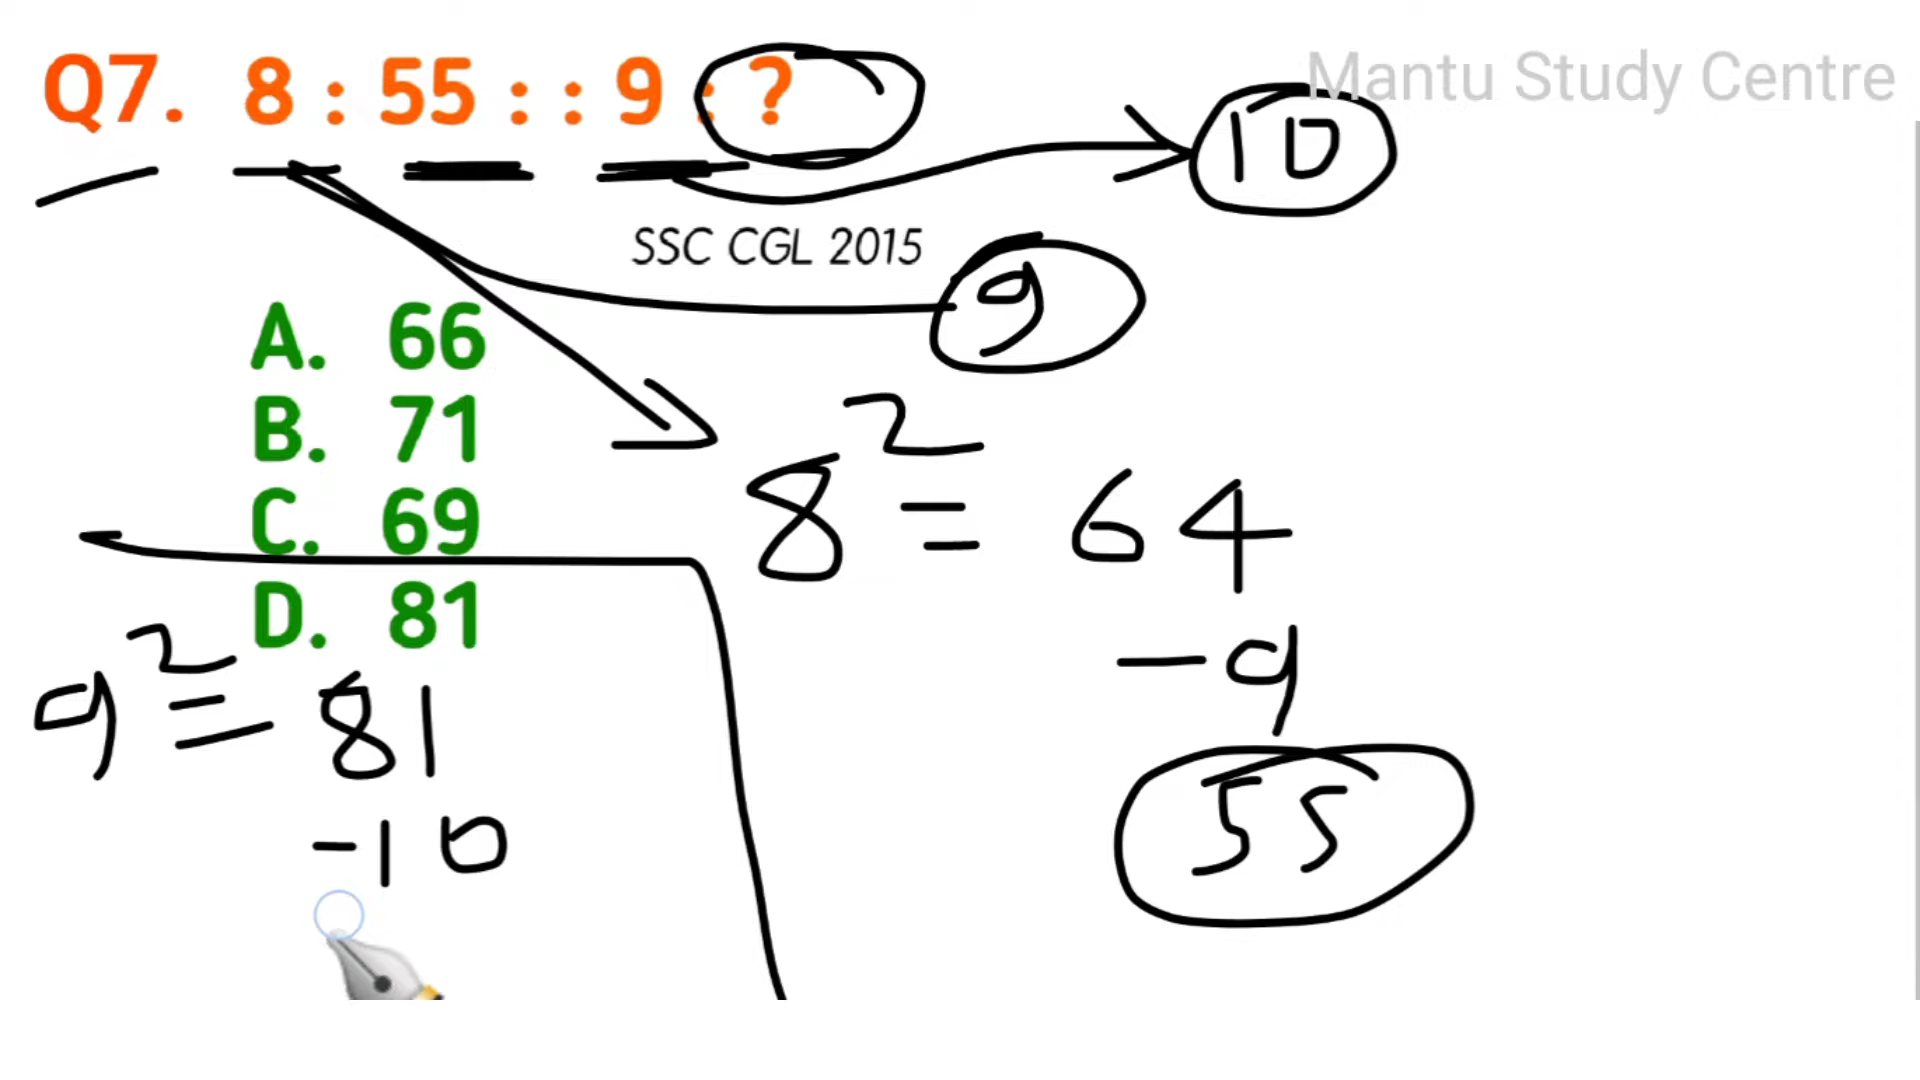 Mantu Study Centre
Q7. 8 : 55 : : 9 : ?
10
SSC CGL 2015
9
A. 66
B. 71
C. 69
D. 81
8² = 64
-9
55
9² = 81
-10